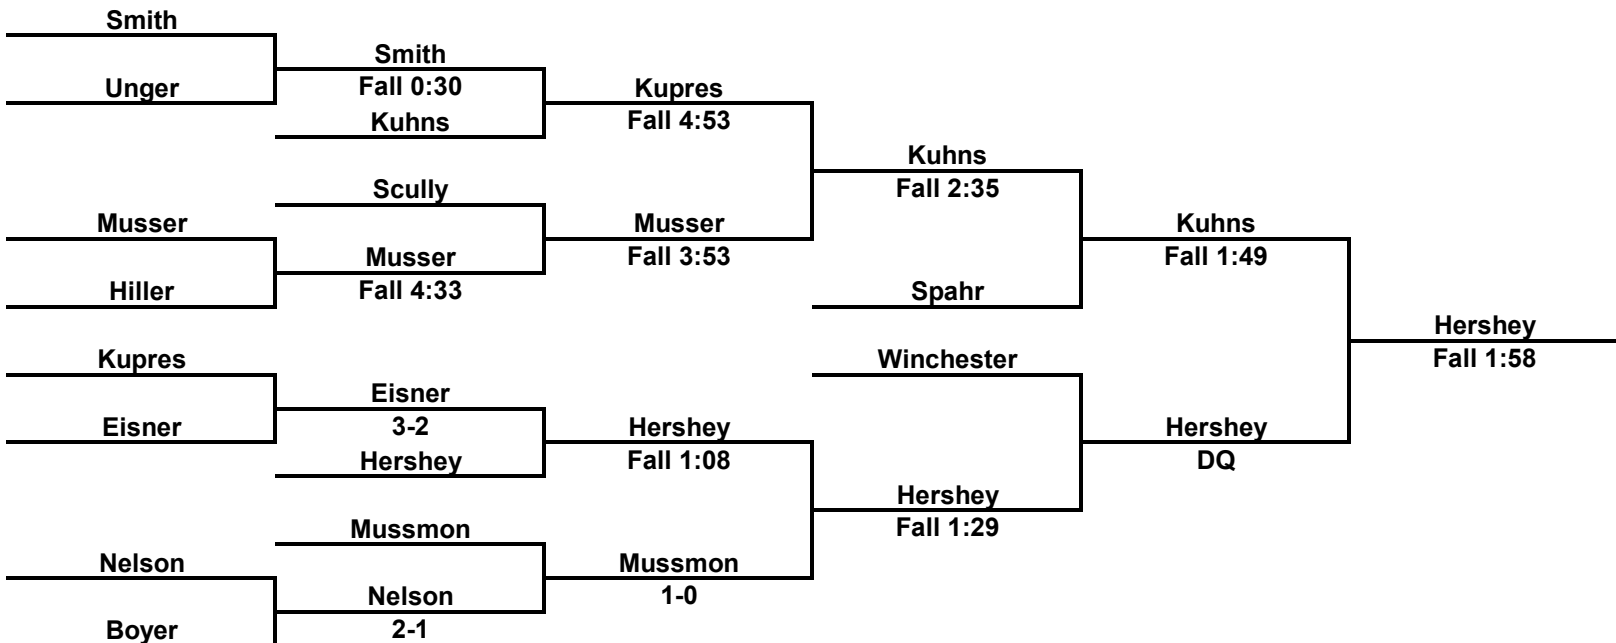 Smith
Smith
Unger
Fall 0:30
Kupres
Kuhns
Fall 4:53
Kuhns
Scully
Fall 2:35
Musser
Musser
Kuhns
Musser
Fall 3:53
Fall 1:49
Hiller
Fall 4:33
Spahr
Hershey
Kupres
Winchester
Fall 1:58
Eisner
Eisner
3-2
Hershey
Hershey
Hershey
Fall 1:08
DQ
Hershey
Mussmon
Fall 1:29
Nelson
Mussmon
Nelson
1-0
Boyer
2-1